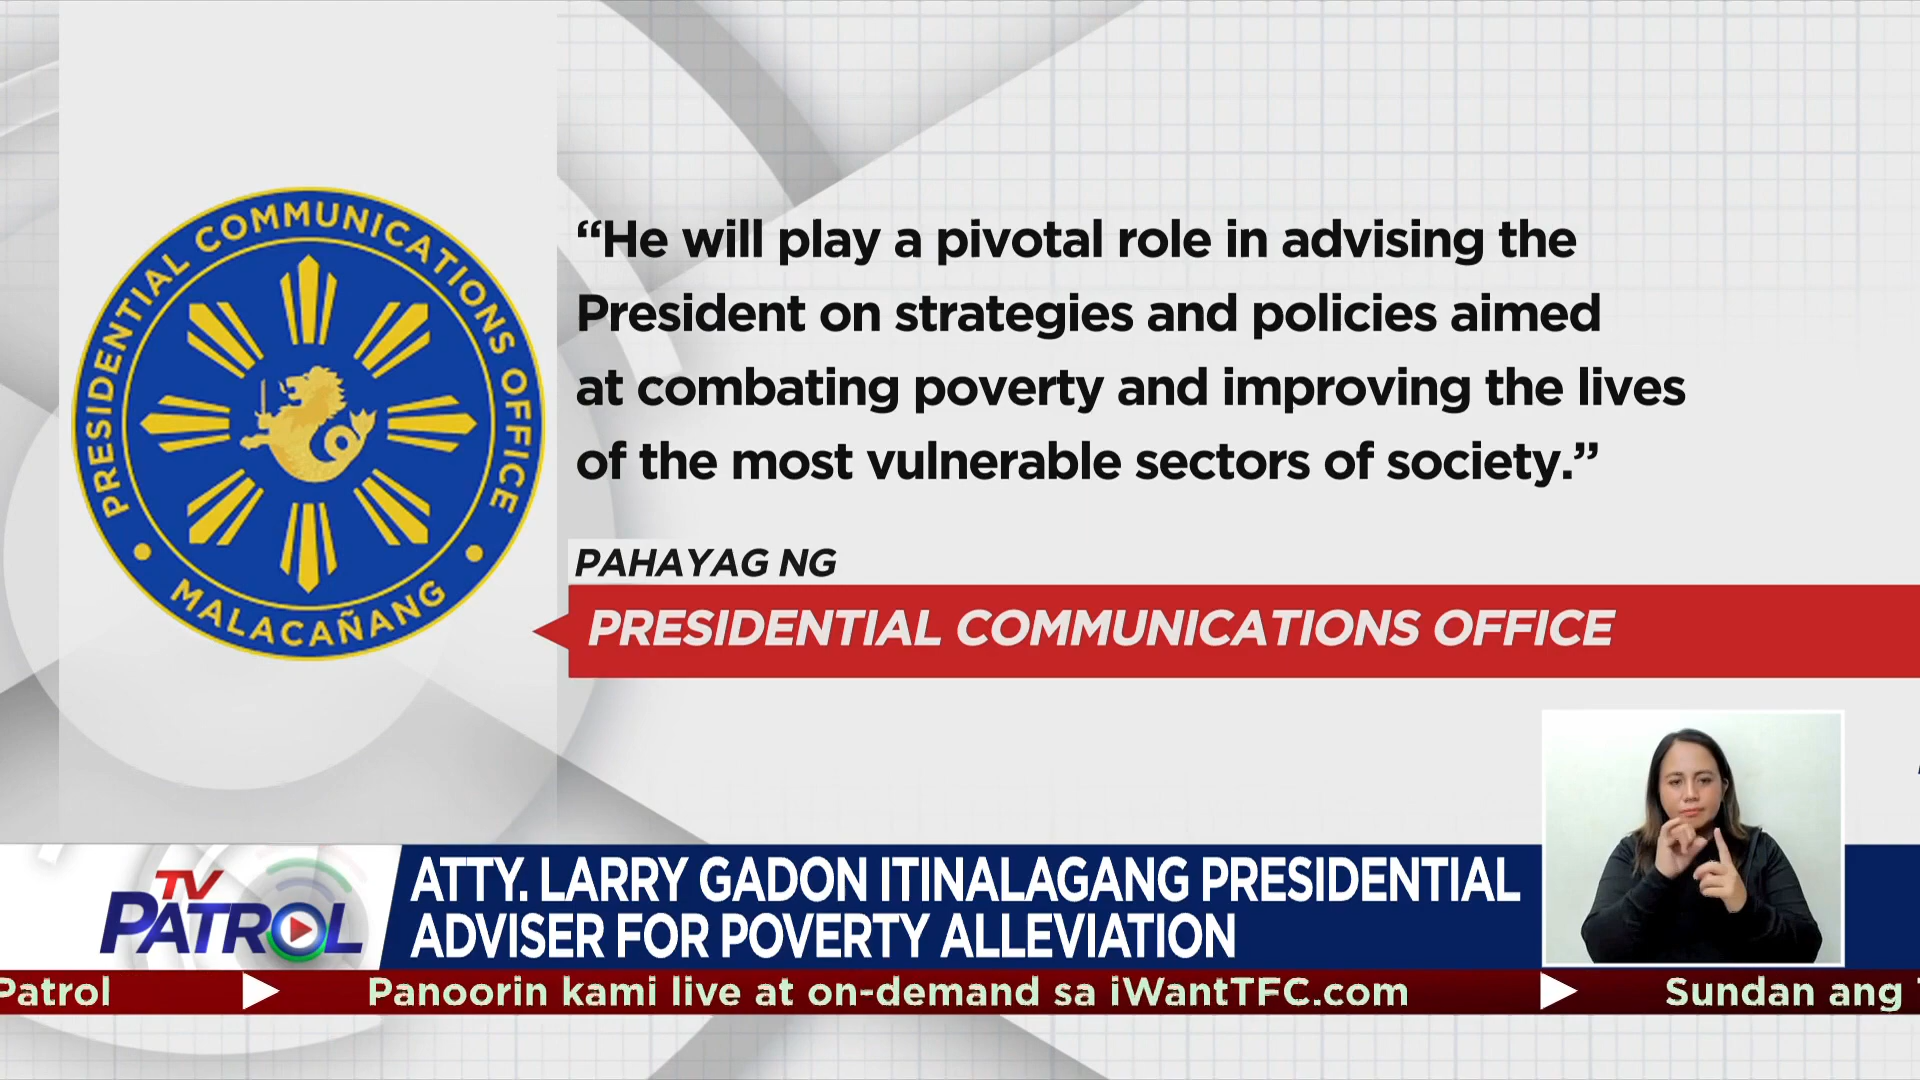 PRESIDENTIAL COMMUNICATIONS OFFICE
MALACAÑANG
“He will play a pivotal role in advising the
President on strategies and policies aimed
at combating poverty and improving the lives
of the most vulnerable sectors of society.”
PAHAYAG NG
PRESIDENTIAL COMMUNICATIONS OFFICE
TV
PATROL
ATTY. LARRY GADON ITINALAGANG PRESIDENTIAL
ADVISER FOR POVERTY ALLEVIATION
Patrol Panoorin kami live at on-demand sa iWantTFC.com Sundan ang